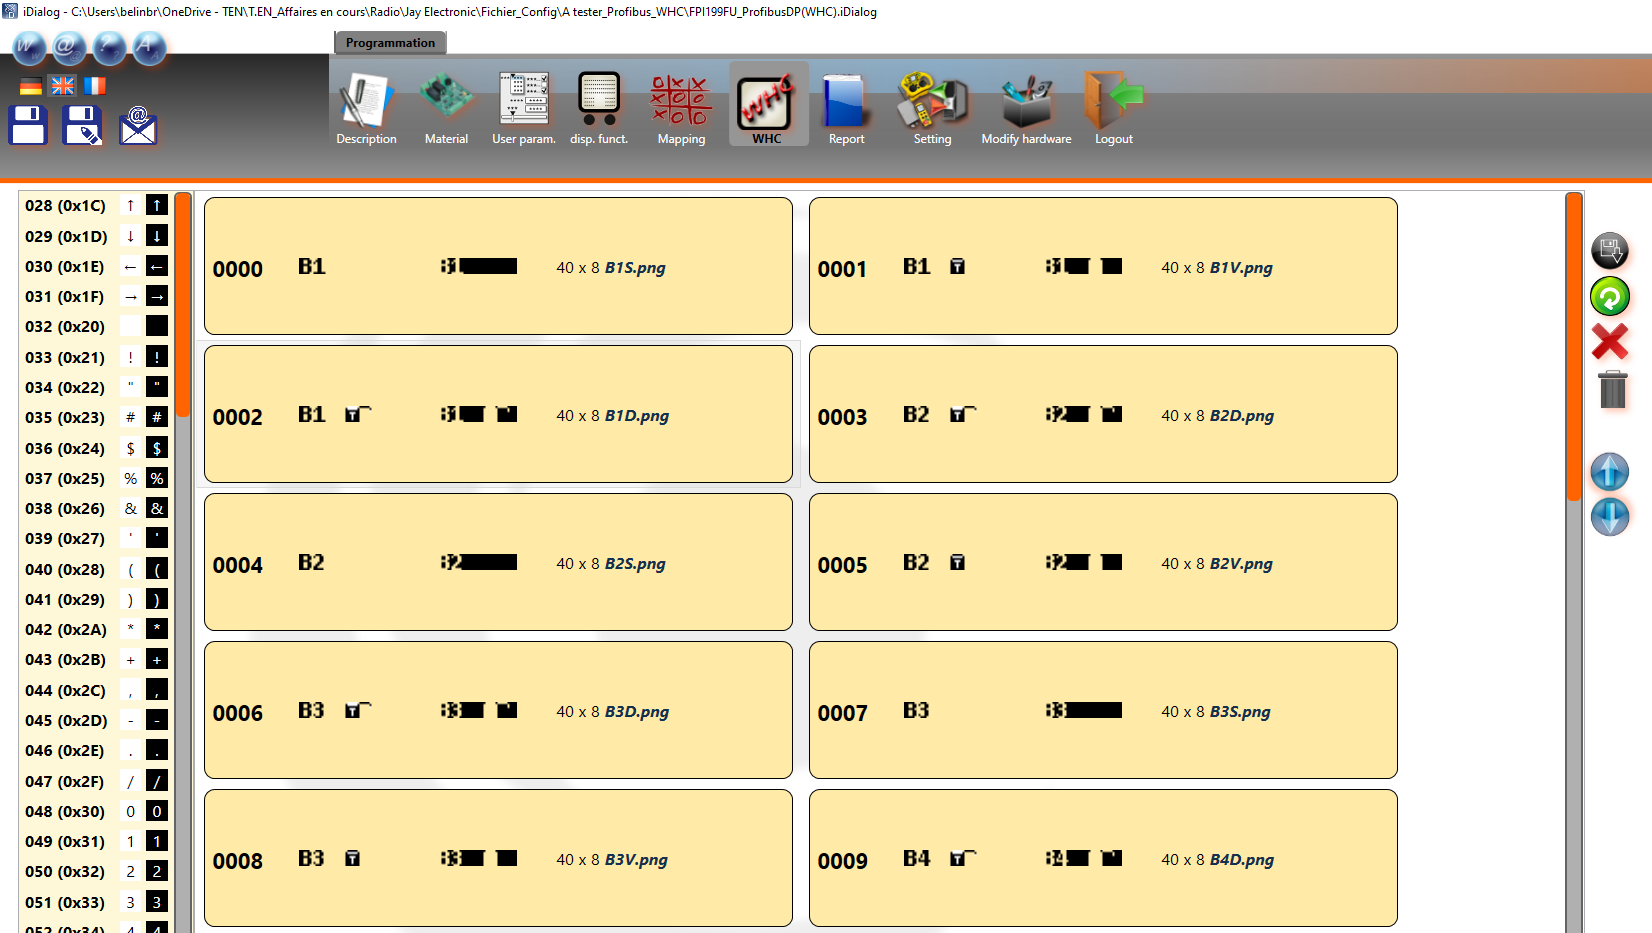 iDialog - C:\Users\belinbr\OneDrive - TEN\T.EN_Affaires en cours\Radio\Jay Electronic\Fichier_Config\A tester_Profibus_WHC\FPI199FU_ProfibusDP(WHC).iDialog
Programmation
Description
Material
User param.
disp. funct.
Mapping
WHC
Report
Setting
Modify hardware
Logout
028 (0x1C) ↑ ↑
029 (0x1D) ↓ ↓
030 (0x1E) ← ←
031 (0x1F) → →
032 (0x20)
033 (0x21) ! !
034 (0x22) " "
035 (0x23) # #
036 (0x24) $ $
037 (0x25) % %
038 (0x26) & &
039 (0x27) ' '
040 (0x28) ( (
041 (0x29) ) )
042 (0x2A) * *
043 (0x2B) + +
044 (0x2C) , ,
045 (0x2D) - -
046 (0x2E) . .
047 (0x2F) / /
048 (0x30) 0 0
049 (0x31) 1 1
050 (0x32) 2 2
051 (0x33) 3 3
052 (0x34) 4 4
0000 B1 40 x 8 B1S.png
0001 B1 T 40 x 8 B1V.png
0002 B1 T 40 x 8 B1D.png
0003 B2 T 40 x 8 B2D.png
0004 B2 40 x 8 B2S.png
0005 B2 T 40 x 8 B2V.png
0006 B3 T 40 x 8 B3D.png
0007 B3 40 x 8 B3S.png
0008 B3 T 40 x 8 B3V.png
0009 B4 T 40 x 8 B4D.png